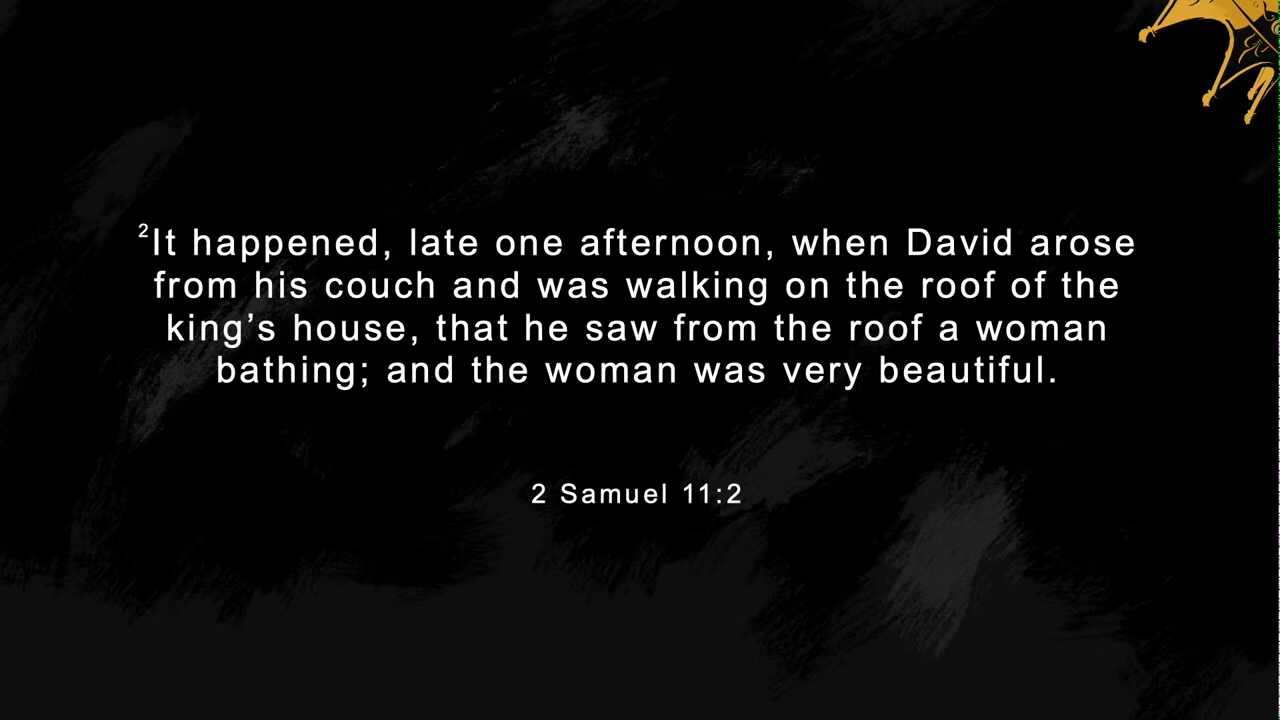 ²It happened, late one afternoon, when David arose
from his couch and was walking on the roof of the
king’s house, that he saw from the roof a woman
bathing; and the woman was very beautiful.
2 Samuel 11:2